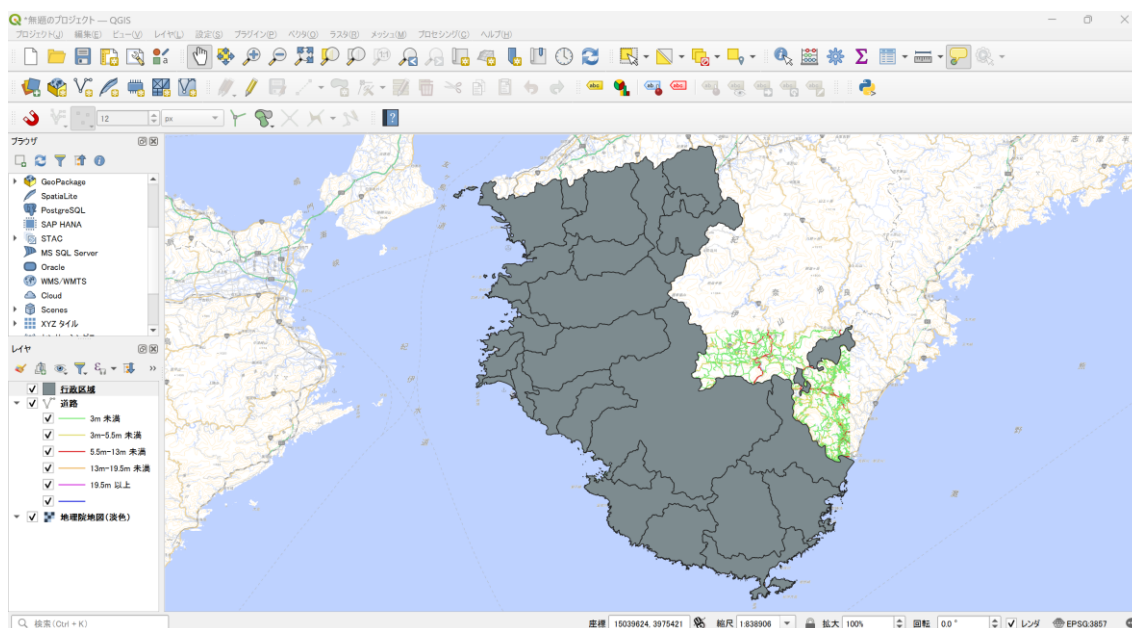 *無題のプロジェクト — QGIS
プロジェクト(J) 編集(E) ビュー(V) レイヤ(L) 設定(S) プラグイン(P) ベクタ(O) ラスタ(R) メッシュ(M) プロセシング(C) ヘルプ(H)
abc
12 px
ブラウザ
GeoPackage
SpatiaLite
PostgreSQL
SAP HANA
STAC
MS SQL Server
Oracle
WMS/WMTS
Cloud
Scenes
XYZ タイル
レイヤ
行政区域
道路
3m 未満
3m-5.5m 未満
5.5m-13m 未満
13m-19.5m 未満
19.5m 以上
地理院地図(淡色)
検索(Ctrl + K) 座標 15039624, 3975421 縮尺 1:638906 拡大 100% 回転 0.0 ° レンダ EPSG:3857